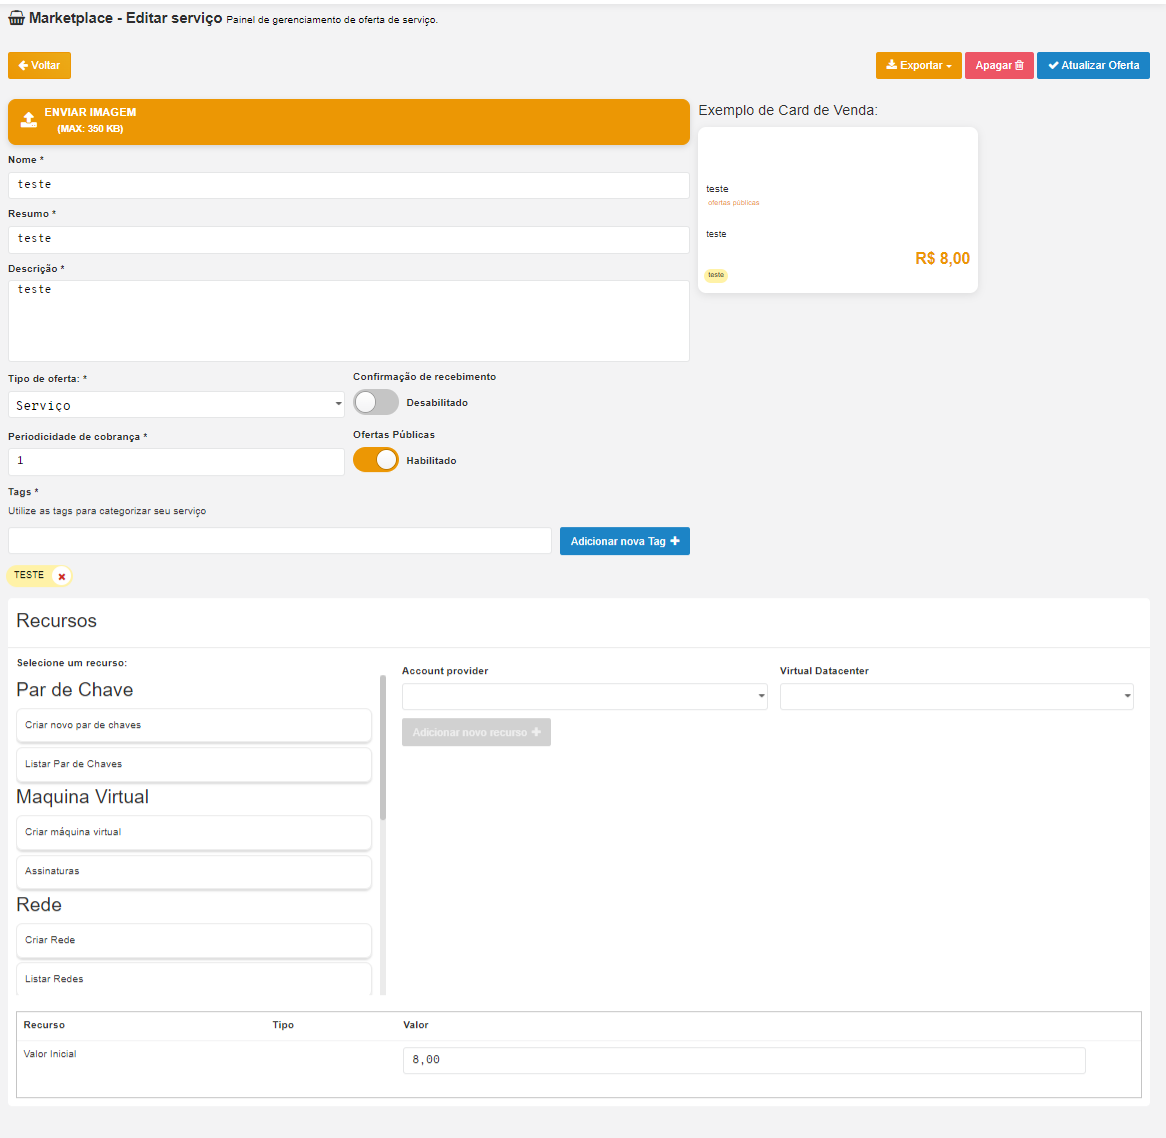 Marketplace - Editar serviço Painel de gerenciamento de oferta de serviço.
Voltar
Exportar
Apagar
Atualizar Oferta
ENVIAR IMAGEM
(MAX: 350 KB)
Nome *
teste
Resumo *
teste
Descrição *
teste
Exemplo de Card de Venda:
teste
ofertas públicas
teste
R$ 8,00
teste
Tipo de oferta: *
Serviço
Confirmação de recebimento
Desabilitado
Periodicidade de cobrança *
1
Ofertas Públicas
Habilitado
Tags *
Utilize as tags para categorizar seu serviço
Adicionar nova Tag
TESTE
Recursos
Selecione um recurso:
Par de Chave
Criar novo par de chaves
Listar Par de Chaves
Maquina Virtual
Criar máquina virtual
Assinaturas
Rede
Criar Rede
Listar Redes
Account provider
Virtual Datacenter
Adicionar novo recurso
Recurso Tipo Valor
Valor Inicial 8,00